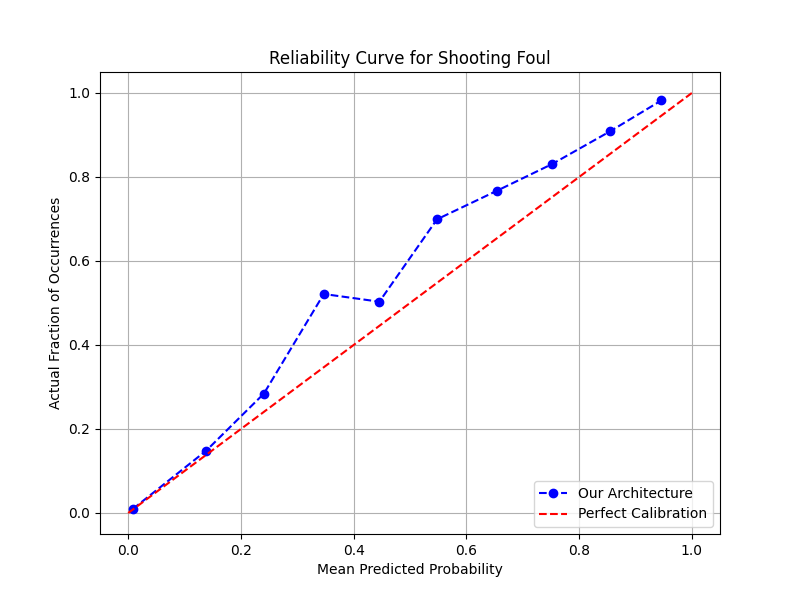 Reliability Curve for Shooting Foul
1.0
0.8
0.6
0.4
0.2
0.0
Actual Fraction of Occurrences
0.0 0.2 0.4 0.6 0.8 1.0
Mean Predicted Probability
Our Architecture
Perfect Calibration